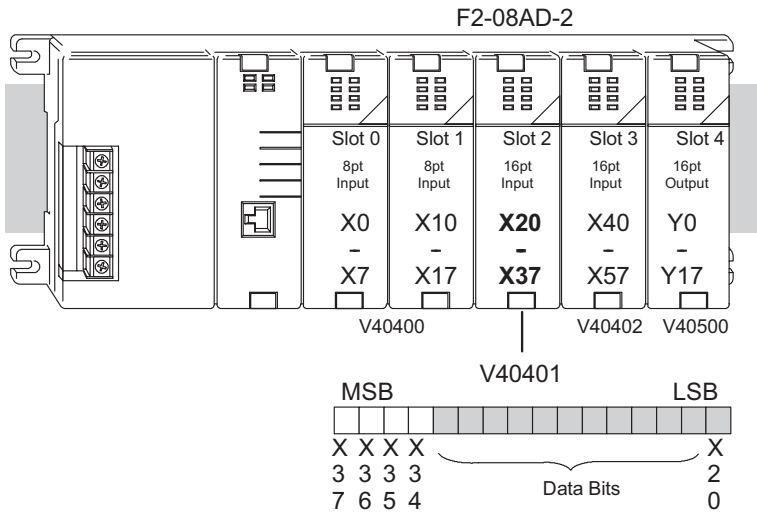 F2-08AD-2
Slot 0 Slot 1 Slot 2 Slot 3 Slot 4
8pt 8pt 16pt 16pt 16pt
Input Input Input Input Output
X0 X10 X20 X40 Y0
- - - - -
X7 X17 X37 X57 Y17
V40400 V40402 V40500
V40401
MSB LSB
X X X X X
3 3 3 3 2
7 6 5 4 0
Data Bits